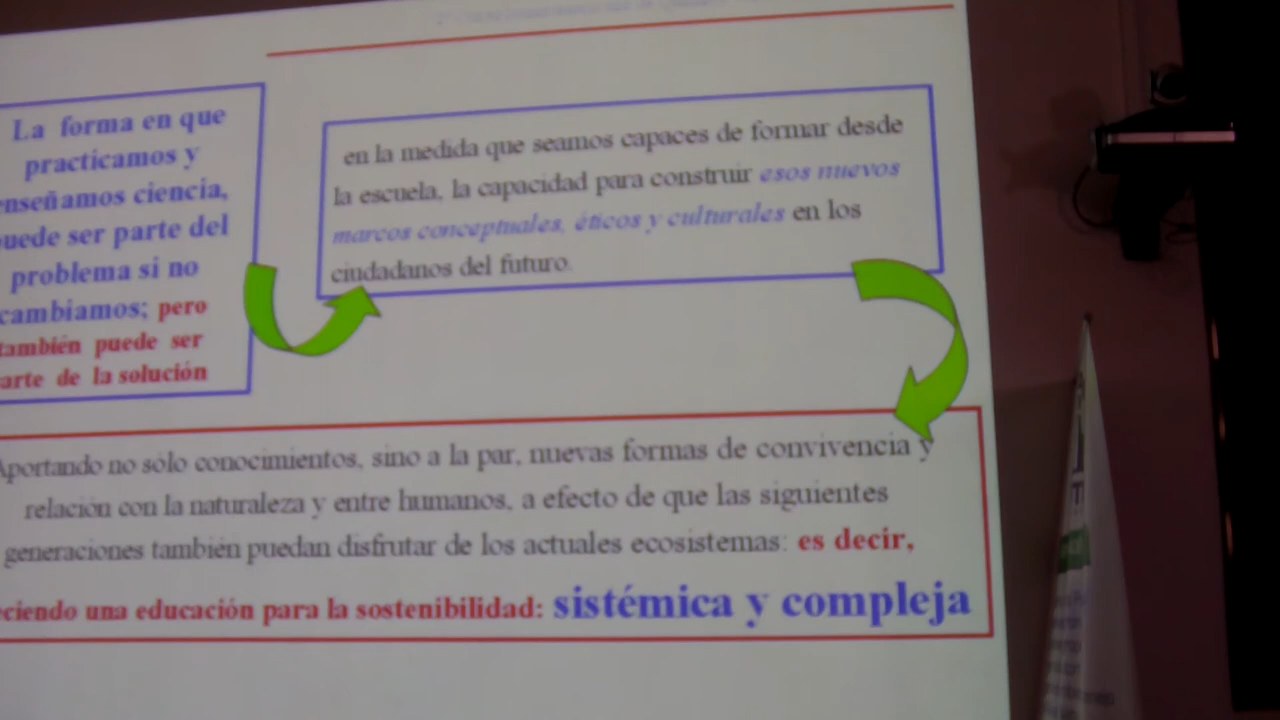 La forma en que
practicamos y
enseñamos ciencia,
puede ser parte del
problema si no
cambiamos; pero
también puede ser
parte de la solución
en la medida que seamos capaces de formar desde
la escuela, la capacidad para construir esos nuevos
marcos conceptuales, éticos y culturales en los
ciudadanos del futuro.
Aportando no sólo conocimientos, sino a la par, nuevas formas de convivencia y
relación con la naturaleza y entre humanos, a efecto de que las siguientes
generaciones también puedan disfrutar de los actuales ecosistemas: es decir,
una educación para la sostenibilidad: sistémica y compleja